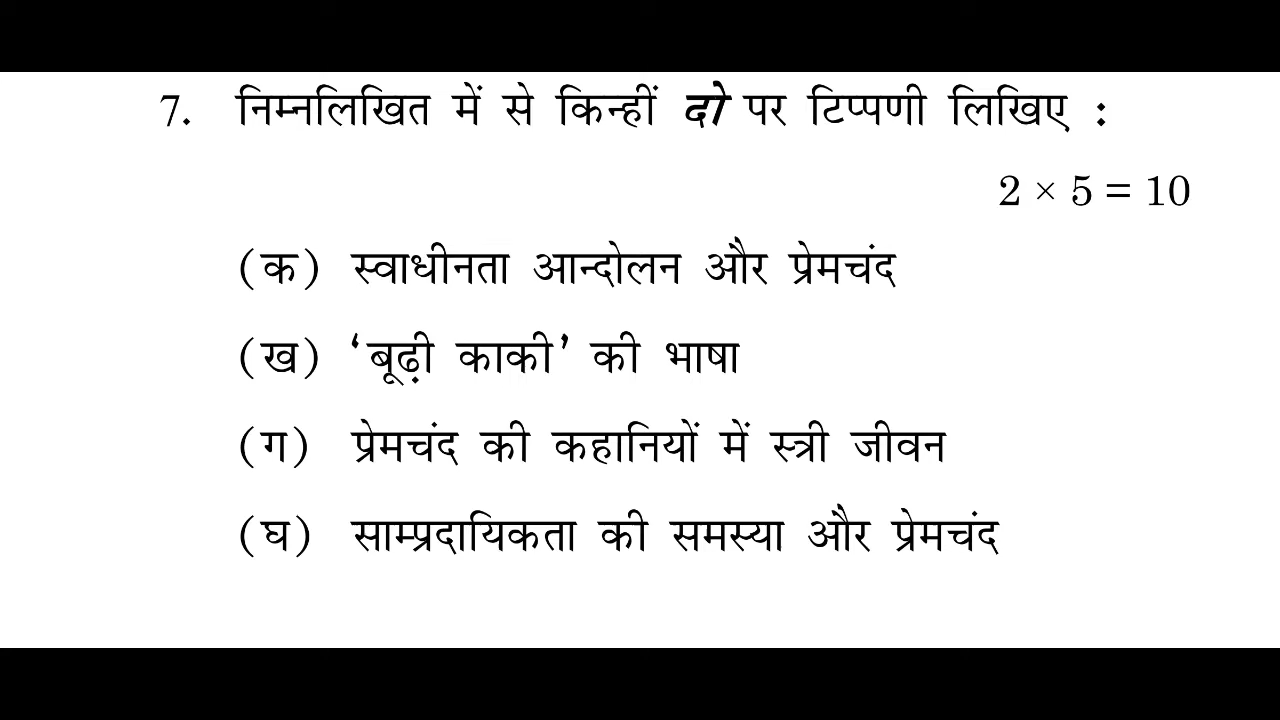 7. निम्नलिखित में से किन्हीं दो पर टिप्पणी लिखिए :
2 × 5 = 10
(क) स्वाधीनता आन्दोलन और प्रेमचंद
(ख) ‘बूढ़ी काकी’ की भाषा
(ग) प्रेमचंद की कहानियों में स्त्री जीवन
(घ) साम्प्रदायिकता की समस्या और प्रेमचंद